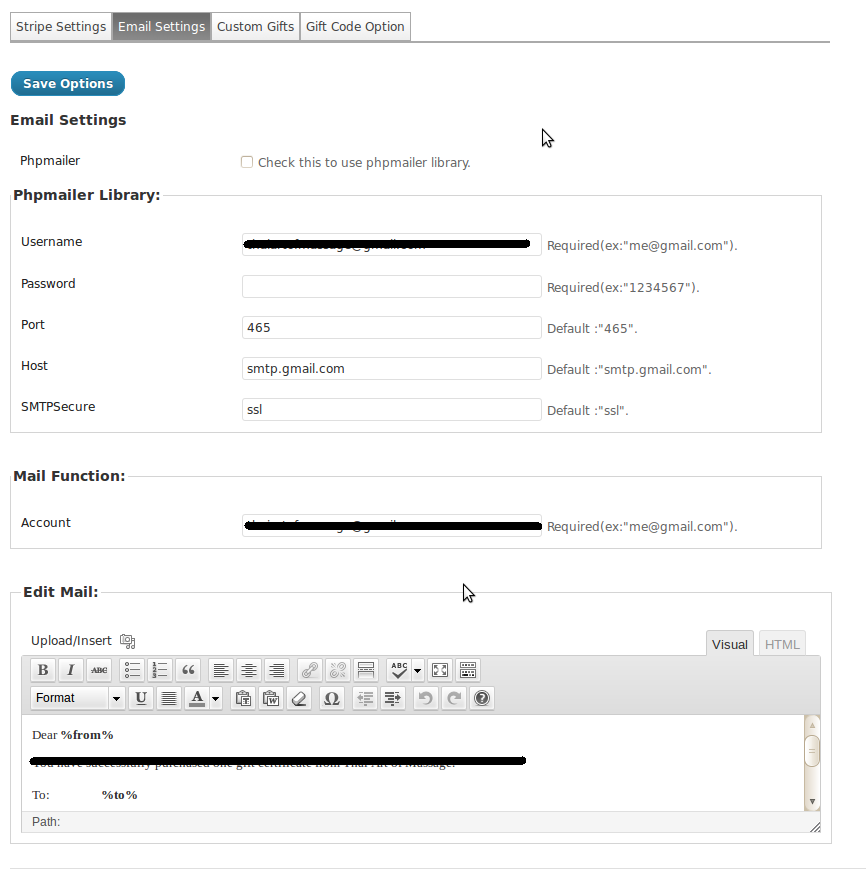 Stripe Settings Email Settings Custom Gifts Gift Code Option
Save Options
Email Settings
Phpmailer Check this to use phpmailer library.
Phpmailer Library:
Username Required(ex:"me@gmail.com").
Password Required(ex:"1234567").
Port 465 Default :"465".
Host smtp.gmail.com Default :"smtp.gmail.com".
SMTPSecure ssl Default :"ssl".
Mail Function:
Account Required(ex:"me@gmail.com").
Edit Mail:
Upload/Insert Visual HTML
B I ABC ABC
Format U A Ω
Dear %from%
To: %to%
Path: